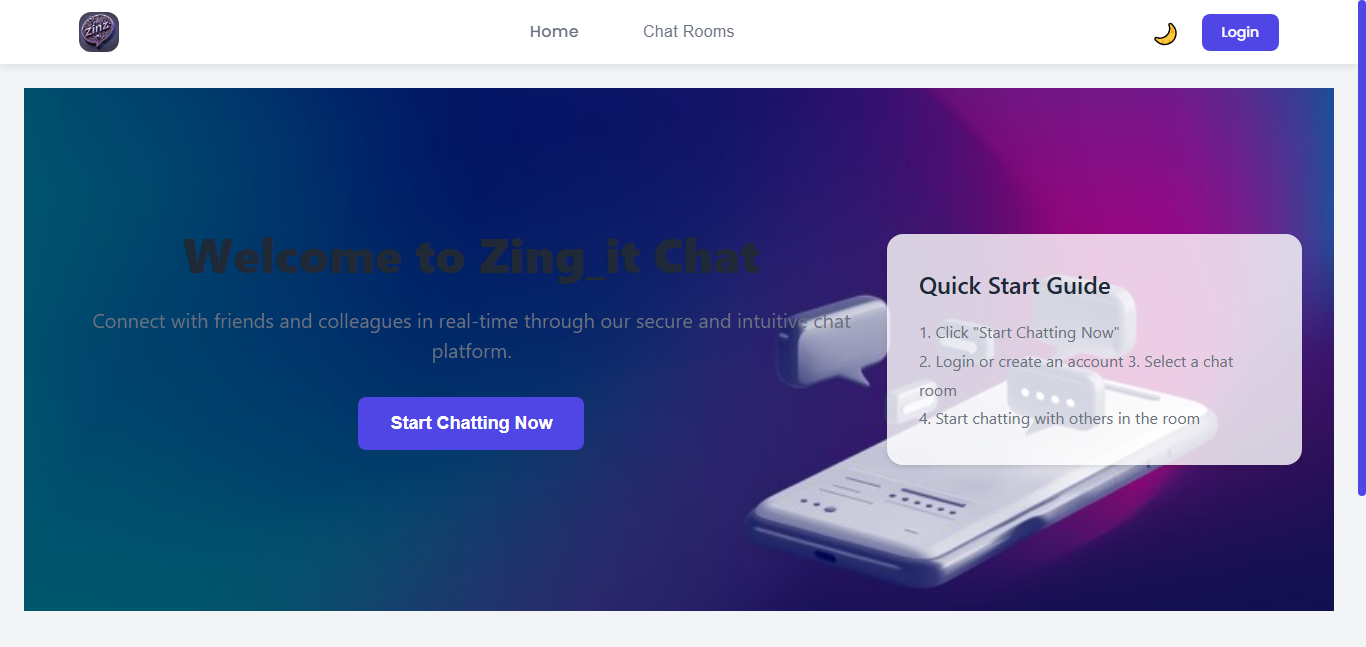 Zinz
Home
Chat Rooms
Login
Welcome to Zing_it Chat
Connect with friends and colleagues in real-time through our secure and intuitive chat
platform.
Start Chatting Now
Quick Start Guide
1. Click "Start Chatting Now"
2. Login or create an account 3. Select a chat
room
4. Start chatting with others in the room